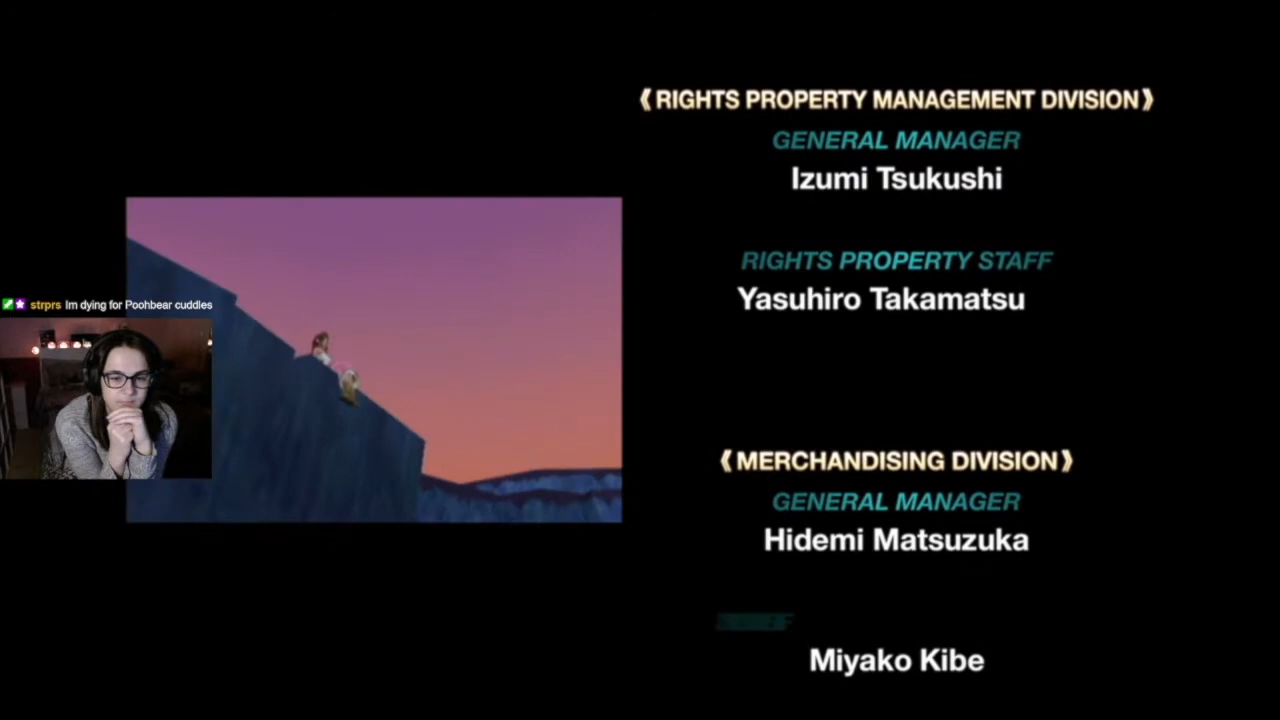 《RIGHTS PROPERTY MANAGEMENT DIVISION》
GENERAL MANAGER
Izumi Tsukushi
RIGHTS PROPERTY STAFF
Yasuhiro Takamatsu
strprs Im dying for Poohbear cuddles
《MERCHANDISING DIVISION》
GENERAL MANAGER
Hidemi Matsuzuka
Miyako Kibe